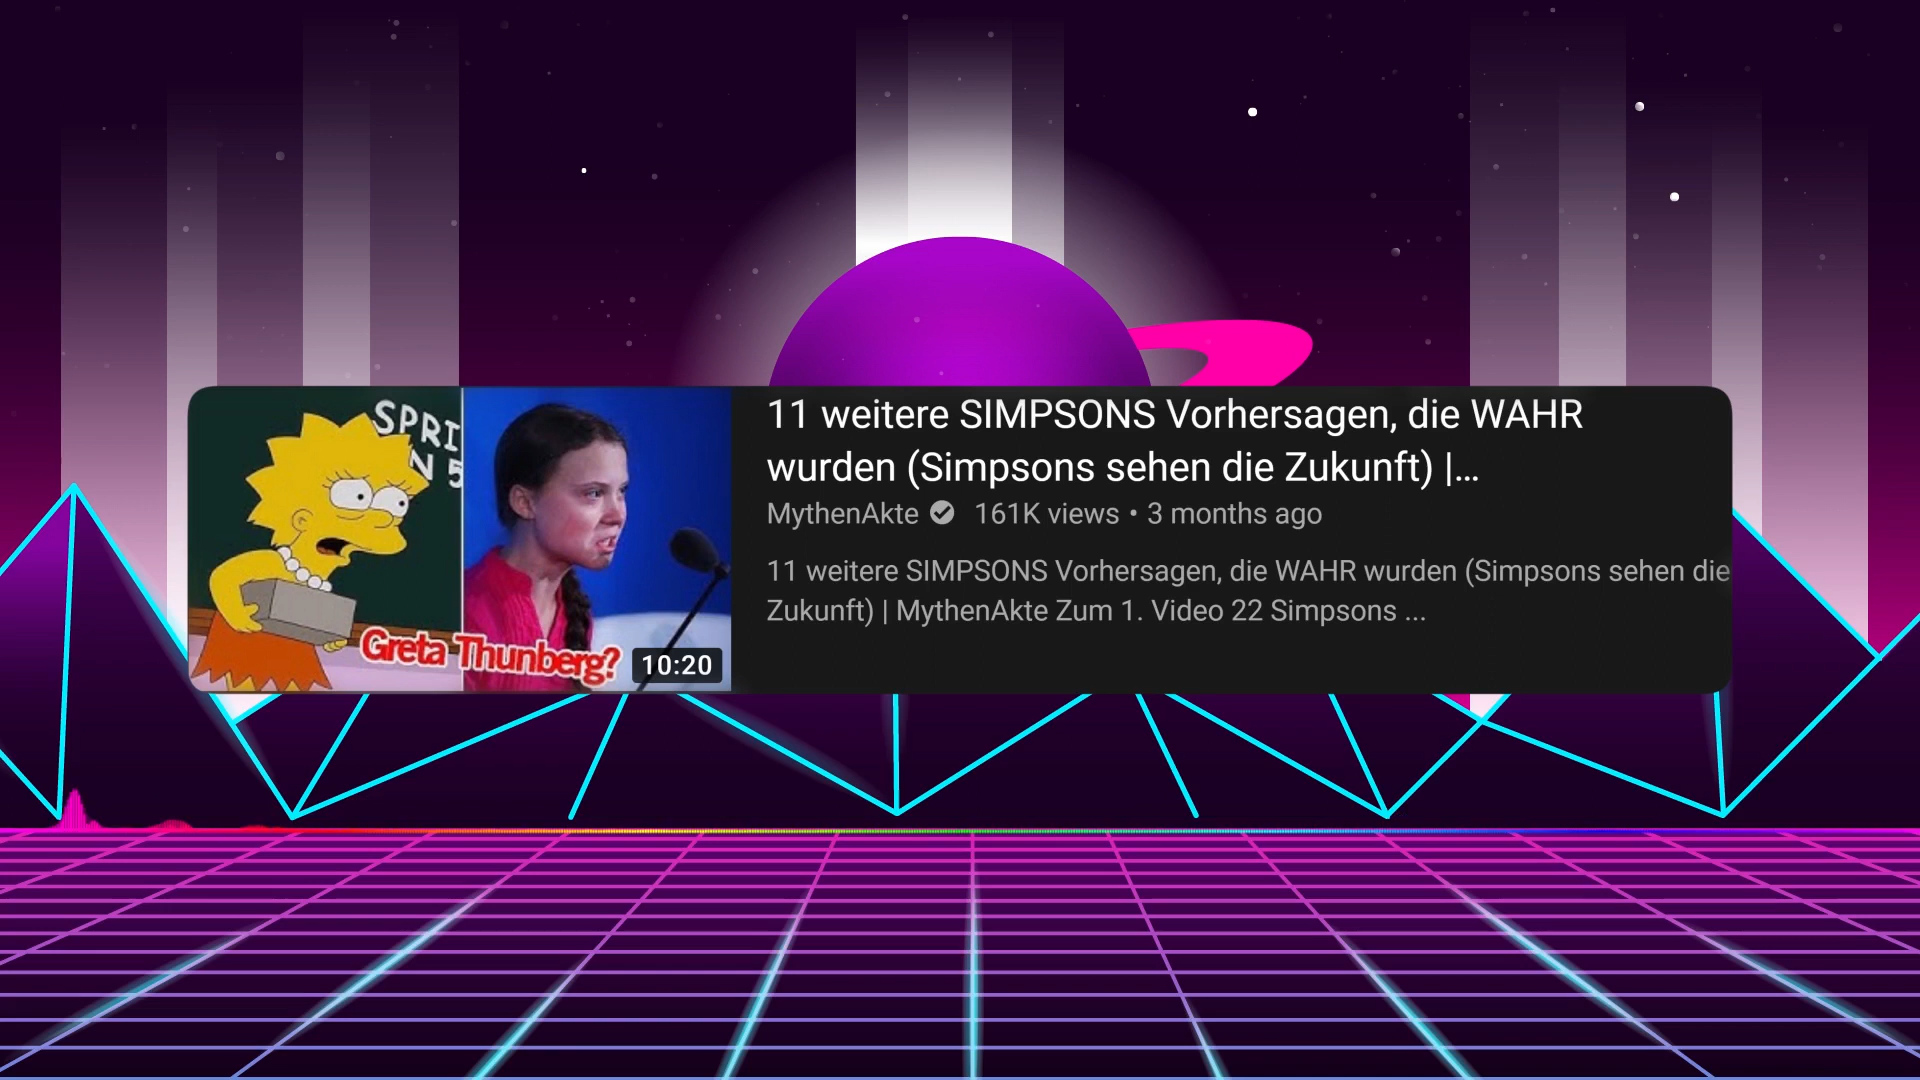 SPRI
N 5
Greta Thunberg?
10:20
11 weitere SIMPSONS Vorhersagen, die WAHR
wurden (Simpsons sehen die Zukunft) |...
MythenAkte 161K views • 3 months ago
11 weitere SIMPSONS Vorhersagen, die WAHR wurden (Simpsons sehen die
Zukunft) | MythenAkte Zum 1. Video 22 Simpsons ...